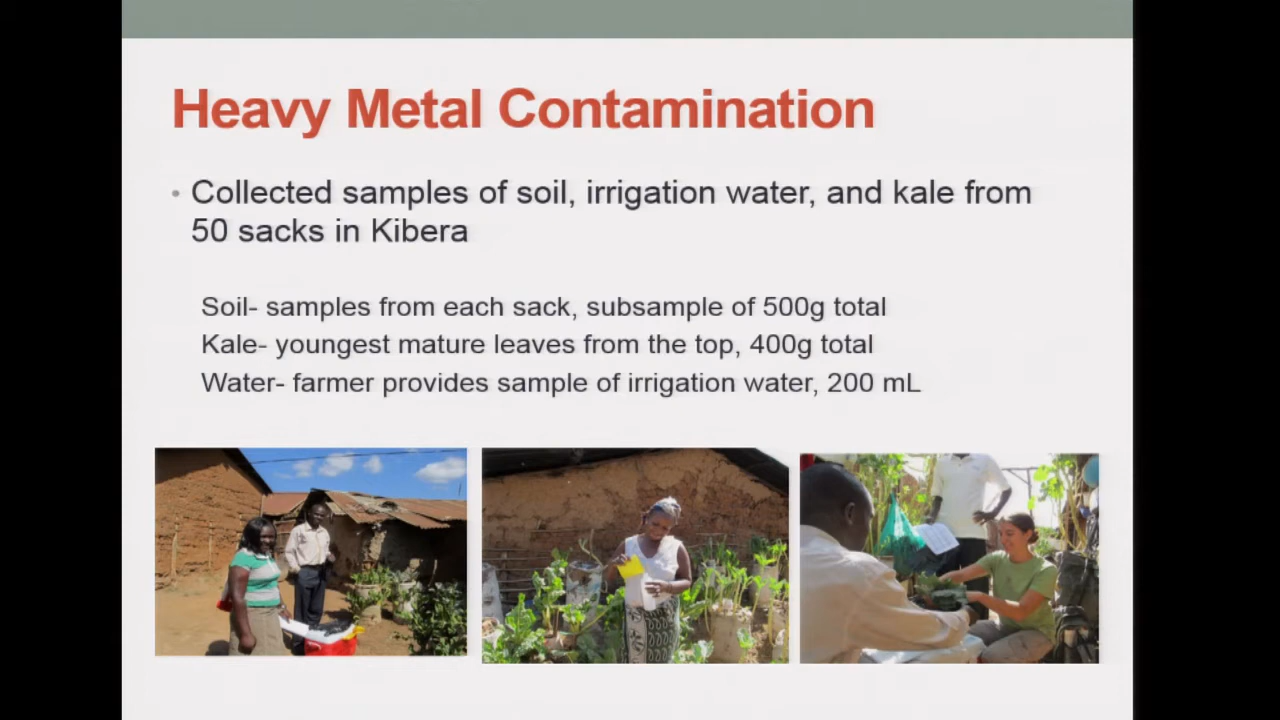 Heavy Metal Contamination
• Collected samples of soil, irrigation water, and kale from
50 sacks in Kibera
Soil- samples from each sack, subsample of 500g total
Kale- youngest mature leaves from the top, 400g total
Water- farmer provides sample of irrigation water, 200 mL